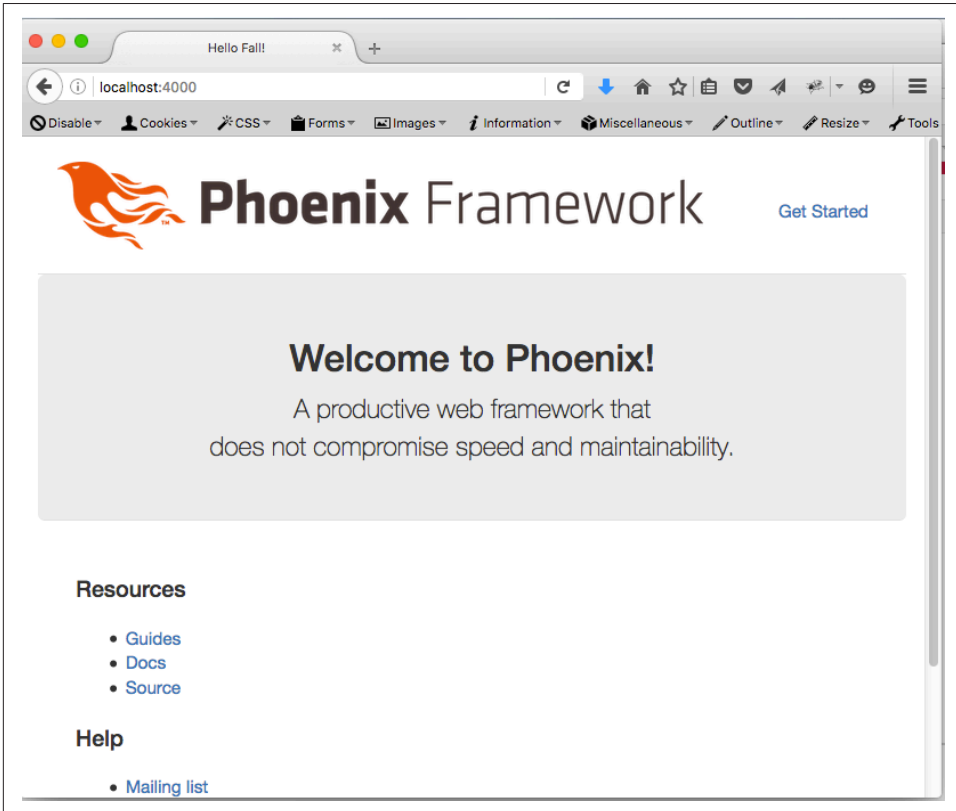 Hello Fall!
localhost:4000
Disable Cookies CSS Forms Images Information Miscellaneous Outline Resize Tools
Phoenix Framework
TM
Get Started
Welcome to Phoenix!
A productive web framework that
does not compromise speed and maintainability.
Resources
Guides
Docs
Source
Help
Mailing list